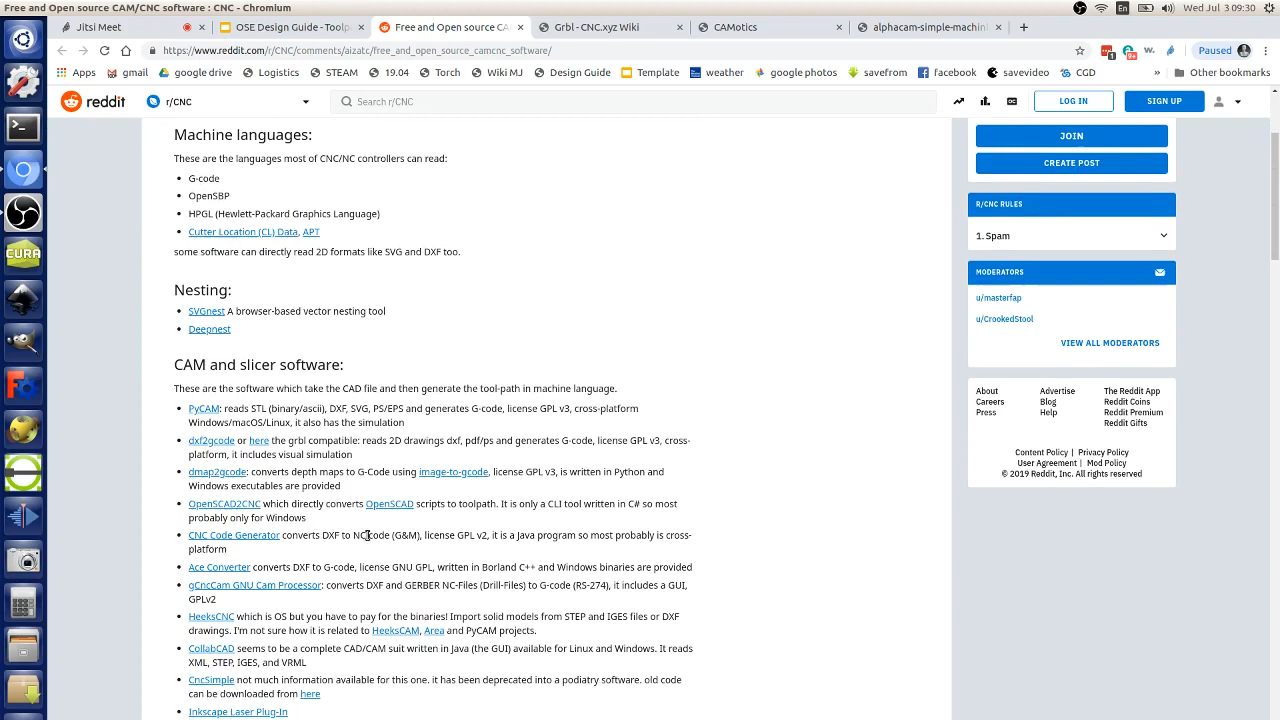 Free and Open source CAM/CNC software : CNC - Chromium
En
Wed Jul 3 09:30
Jitsi Meet
OSE Design Guide - Toolpa
Free and Open source CA
Grbl - CNC.xyz Wiki
CAMotics
alphacam-simple-machini
https://www.reddit.com/r/CNC/comments/aizatc/free_and_open_source_camcnc_software/
1
9+
W.
Paused
Apps
gmail
google drive
Logistics
STEAM
19.04
Torch
Wiki MJ
Design Guide
Template
weather
google photos
savefrom
facebook
savevideo
CGD
»
Other bookmarks
reddit
r/CNC
Search r/CNC
LOG IN
SIGN UP
Machine languages:
These are the languages most of CNC/NC controllers can read:
• G-code
• OpenSBP
• HPGL (Hewlett-Packerd Graphics Language)
• Cutter Location (CL) Data, APT
some software can directly read 2D formats like SVG and DXF too.
Nesting:
• SVGnest A browser-based vector nesting tool
• Deepnest
CAM and slicer software:
These are the software which take the CAD file and then generate the tool-path in machine language.
• PyCAM: reads STL (binary/ascii), DXF, SVG, PS/EPS and generates G-code, license GPL v3, cross-platform
Windows/macOS/Linux, it also has the simulation
• dxf2gcode or here the grbl compatible: reads 2D drawings dxf, pdf/ps and generates G-code, license GPL v3, cross-
platform, it includes visual simulation
• dmap2gcode: converts depth maps to G-Code using image-to-gcode, license GPL v3, is written in Python and
Windows executables are provided
• OpenSCAD2CNC which directly converts OpenSCAD scripts to toolpath. It is only a CLI tool written in C# so most
probably only for Windows
• CNC Code Generator converts DXF to NC code (G&M), license GPL v2, it is a Java program so most probably is cross-
platform
• Ace Converter converts DXF to G-code, license GNU GPL, written in Borland C++ and Windows binaries are provided
• gCncCam GNU Cam Processor: converts DXF and GERBER NC-Files (Drill-Files) to G-code (RS-274), it includes a GUI,
GPLv2
• HeeksCNC which is OS but you have to pay for the binaries! Import solid models from STEP and IGES files or DXF
drawings. I'm not sure how it is related to HeeksCAM, Area and PyCAM projects.
• CollabCAD seems to be a complete CAD/CAM suit written in Java (the GUI) available for Linux and Windows. It reads
XML, STEP, IGES, and VRML
• CncSimple not much information available for this one. it has been deprecated into a podiatry software. old code
can be downloaded from here
• Inkscape Laser Plug-In
JOIN
CREATE POST
R/CNC RULES
1. Spam
MODERATORS
u/masterfap
u/CrookedStool
VIEW ALL MODERATORS
About Advertise The Reddit App
Careers Blog Reddit Coins
Press Help Reddit Premium
Reddit Gifts
Content Policy | Privacy Policy
User Agreement | Mod Policy
© 2019 Reddit, Inc. All rights reserved
CURA